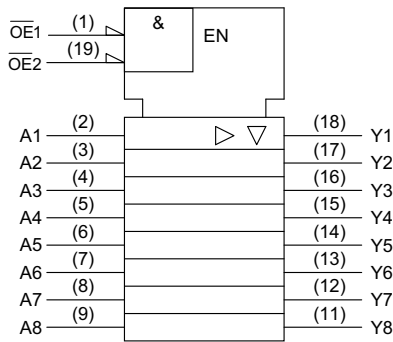 OE1 (1) & EN
OE2 (19)
A1 (2) (18) Y1
A2 (3) (17) Y2
A3 (4) (16) Y3
A4 (5) (15) Y4
A5 (6) (14) Y5
A6 (7) (13) Y6
A7 (8) (12) Y7
A8 (9) (11) Y8